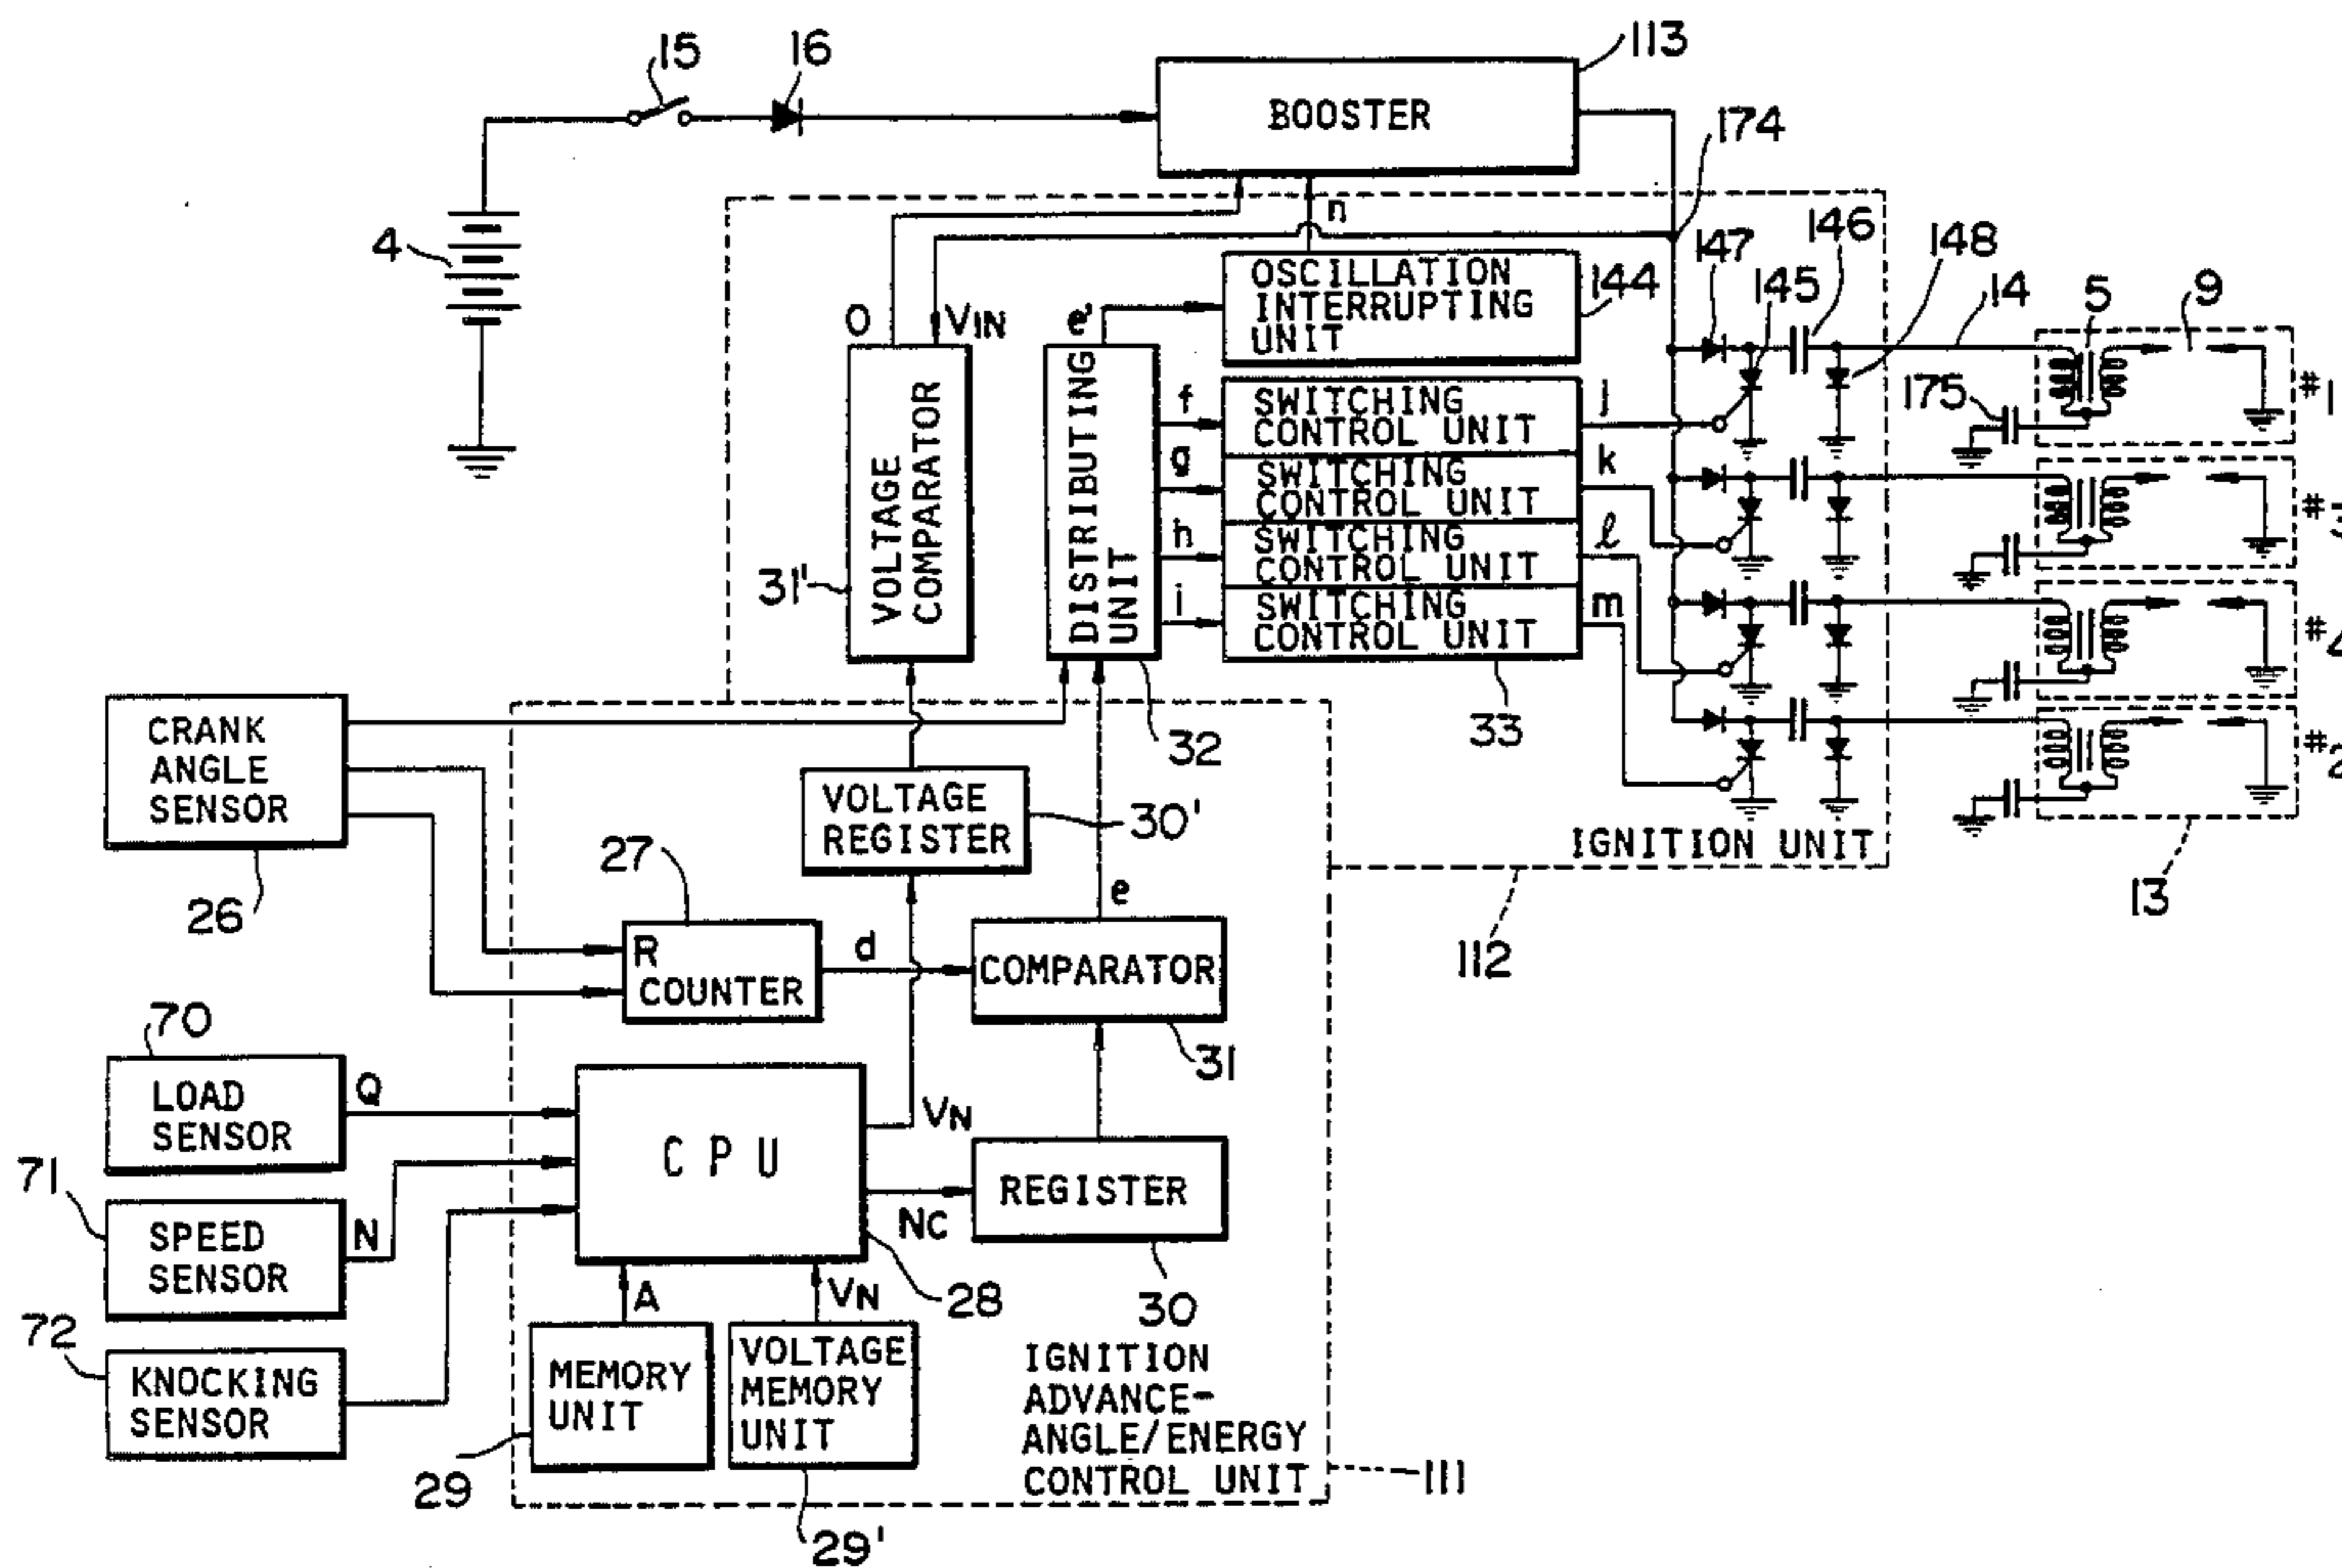 15
16
113
BOOSTER
174
4
n
147
146
148
OSCILLATION
INTERRUPTING
UNIT
144
145
14
5
9
O
VIN
e
VOLTAGE
COMPARATOR
31'
DISTRIBUTING
UNIT
f
SWITCHING
CONTROL UNIT
j
175
#1
g
SWITCHING
CONTROL UNIT
k
h
SWITCHING
CONTROL UNIT
ℓ
i
SWITCHING
CONTROL UNIT
m
#3
#4
#2
CRANK
ANGLE
SENSOR
26
32
33
VOLTAGE
REGISTER
30'
IGNITION UNIT
13
112
27
R
COUNTER
d
e
COMPARATOR
31
70
LOAD
SENSOR
Q
CPU
VN
NC
REGISTER
30
71
SPEED
SENSOR
N
28
A
VN
72
KNOCKING
SENSOR
MEMORY
UNIT
29
VOLTAGE
MEMORY
UNIT
29'
IGNITION
ADVANCE-
ANGLE/ENERGY
CONTROL UNIT
111